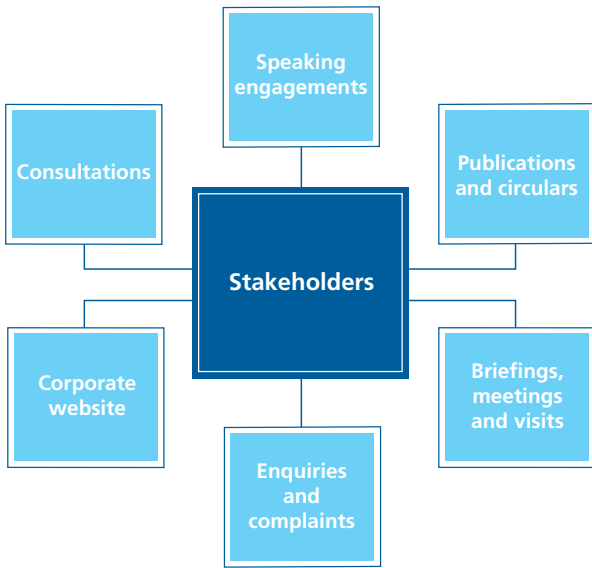 Speaking
engagements
Consultations
Publications
and circulars
Stakeholders
Corporate
website
Briefings,
meetings
and visits
Enquiries
and
complaints